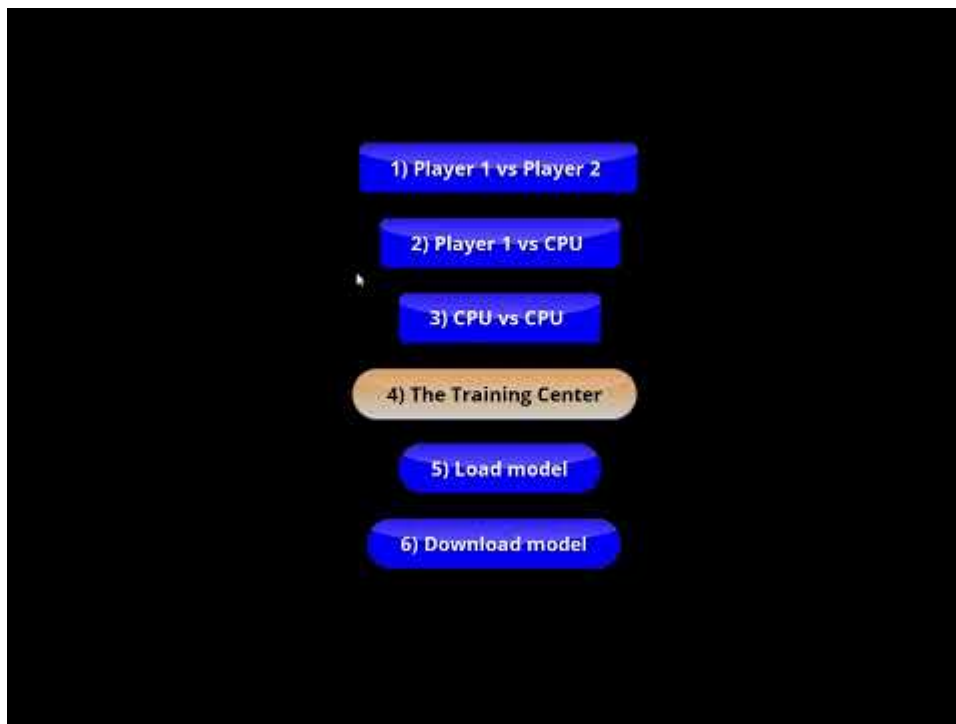 1) Player 1 vs Player 2
2) Player 1 vs CPU
3) CPU vs CPU
4) The Training Center
5) Load model
6) Download model